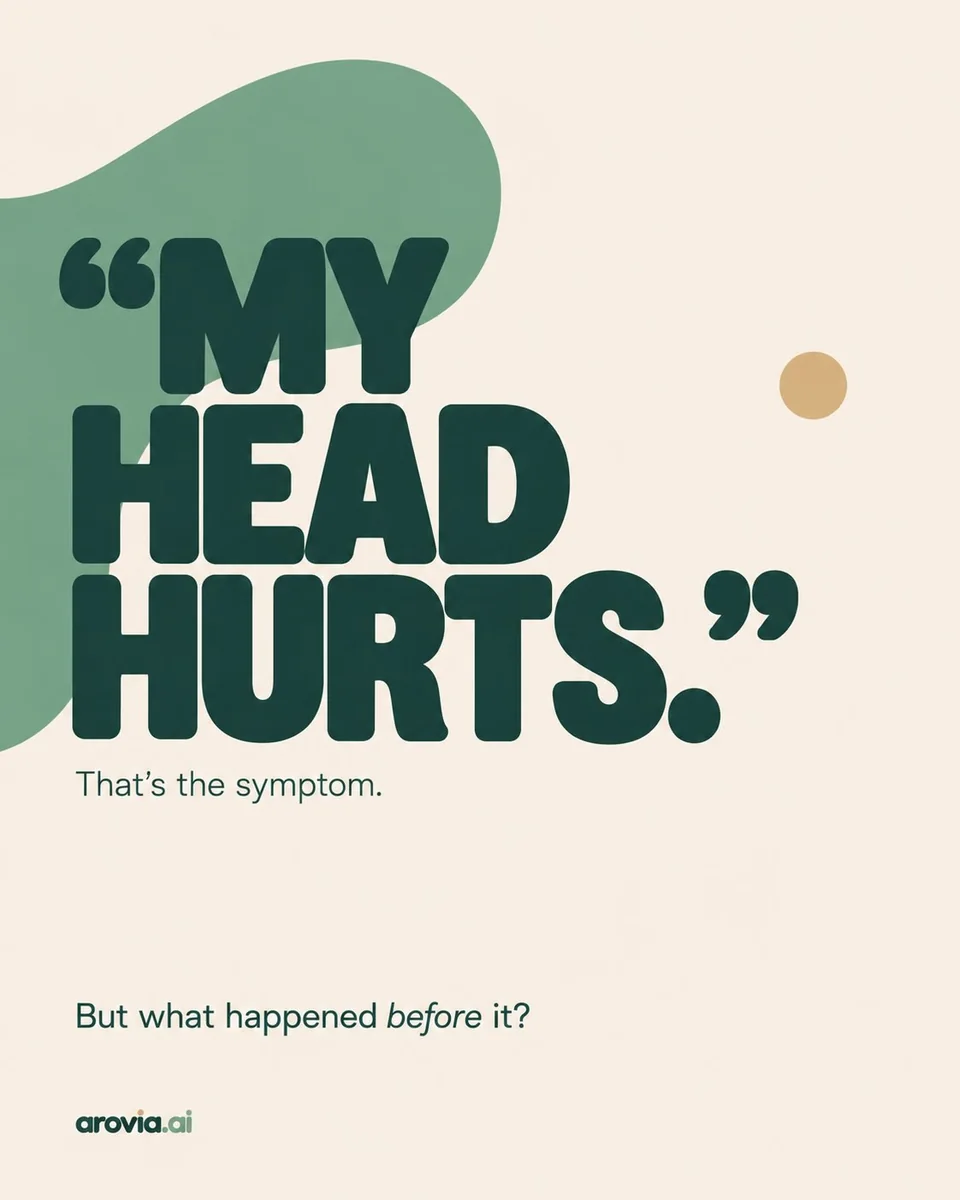 “MY
HEAD
HURTS.”
That’s the symptom.
But what happened before it?
arovia.ai